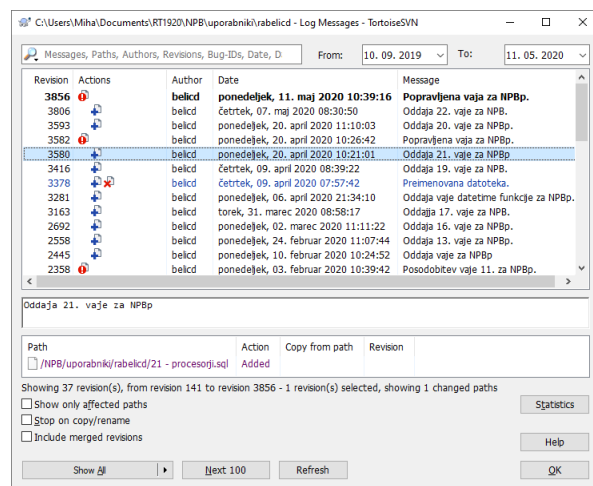 C:\Users\Miha\Documents\RT1920\NPB\uporabniki\rabelicd - Log Messages - TortoiseSVN
Messages, Paths, Authors, Revisions, Bug-IDs, Date, D From: 10. 09. 2019 To: 11. 05. 2020
Revision Actions Author Date Message
3856 belicd ponedeljek, 11. maj 2020 10:39:16 Popravljena vaja za NPBp.
3806 belicd četrtek, 07. maj 2020 08:30:50 Oddaja 22. vaje za NPB.
3593 belicd ponedeljek, 20. april 2020 11:10:03 Oddaja 20. vaje za NPBp.
3582 belicd ponedeljek, 20. april 2020 10:26:42 Popravljena vaje za NPBp.
3580 belicd ponedeljek, 20. april 2020 10:21:01 Oddaja 21. vaje za NPBp
3416 belicd četrtek, 09. april 2020 08:39:22 Oddaja 19. vaje za NPB.
3378 belicd četrtek, 09. april 2020 07:57:42 Preimenovana datoteka.
3281 belicd ponedeljek, 06. april 2020 21:34:10 Oddaja vaje datetime funkcije za NPBp.
3163 belicd torek, 31. marec 2020 08:58:17 Oddajja 17. vaje za NPB.
2692 belicd ponedeljek, 02. marec 2020 11:11:22 Oddaja 16. vaje za NPBp.
2558 belicd ponedeljek, 24. februar 2020 11:07:44 Oddaja 13. vaje za NPBp.
2445 belicd ponedeljek, 10. februar 2020 10:24:52 Oddaja vaje za NPBp
2358 belicd ponedeljek, 03. februar 2020 10:39:42 Posodobitev vaje 11. za NPBp.
Oddaja 21. vaje za NPBp
Path Action Copy from path Revision
/NPB/uporabniki/rabelicd/21 - procesorji.sql Added
Showing 37 revision(s), from revision 141 to revision 3856 - 1 revision(s) selected, showing 1 changed paths
Show only affected paths Statistics
Stop on copy/rename
Include merged revisions Help
Show All Next 100 Refresh OK